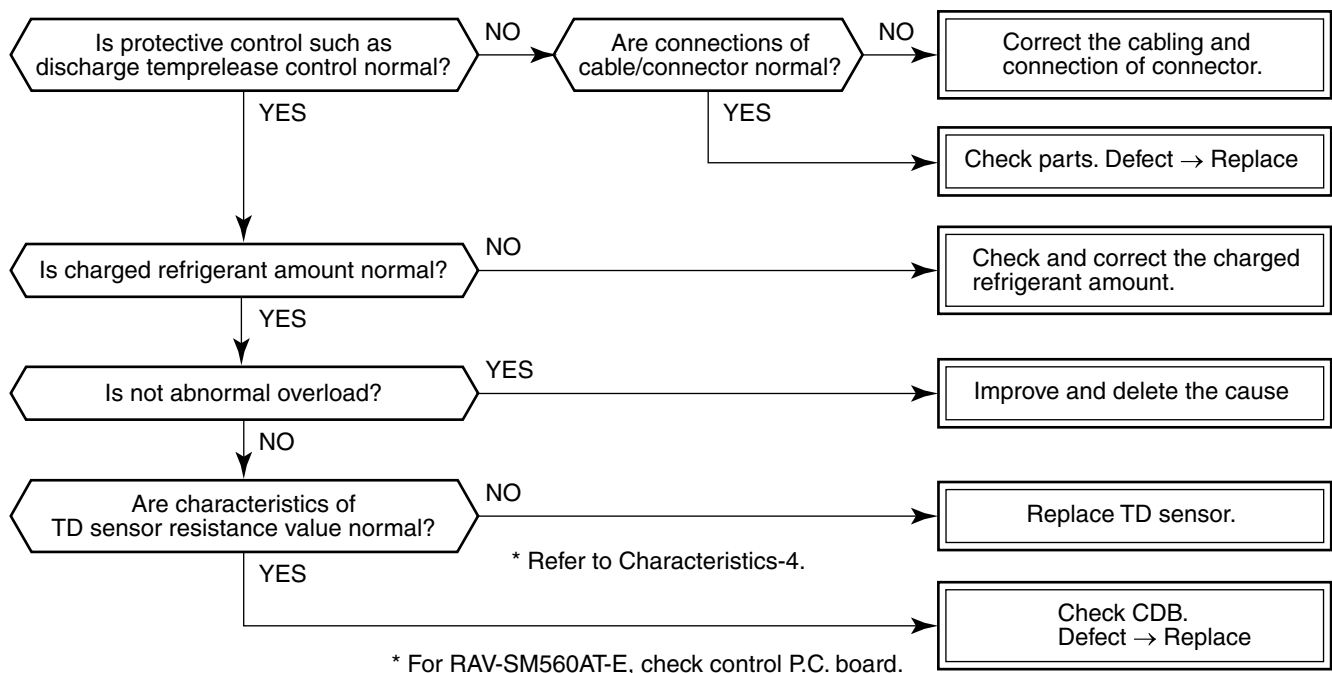 Is protective control such as
discharge temprelease control normal?
NO
Are connections of
cable/connector normal?
NO
Correct the cabling and
connection of connector.
YES
YES
Check parts. Defect → Replace
Is charged refrigerant amount normal?
NO
Check and correct the charged
refrigerant amount.
YES
Is not abnormal overload?
YES
Improve and delete the cause
NO
Are characteristics of
TD sensor resistance value normal?
NO
Replace TD sensor.
* Refer to Characteristics-4.
YES
Check CDB.
Defect → Replace
* For RAV-SM560AT-E, check control P.C. board.